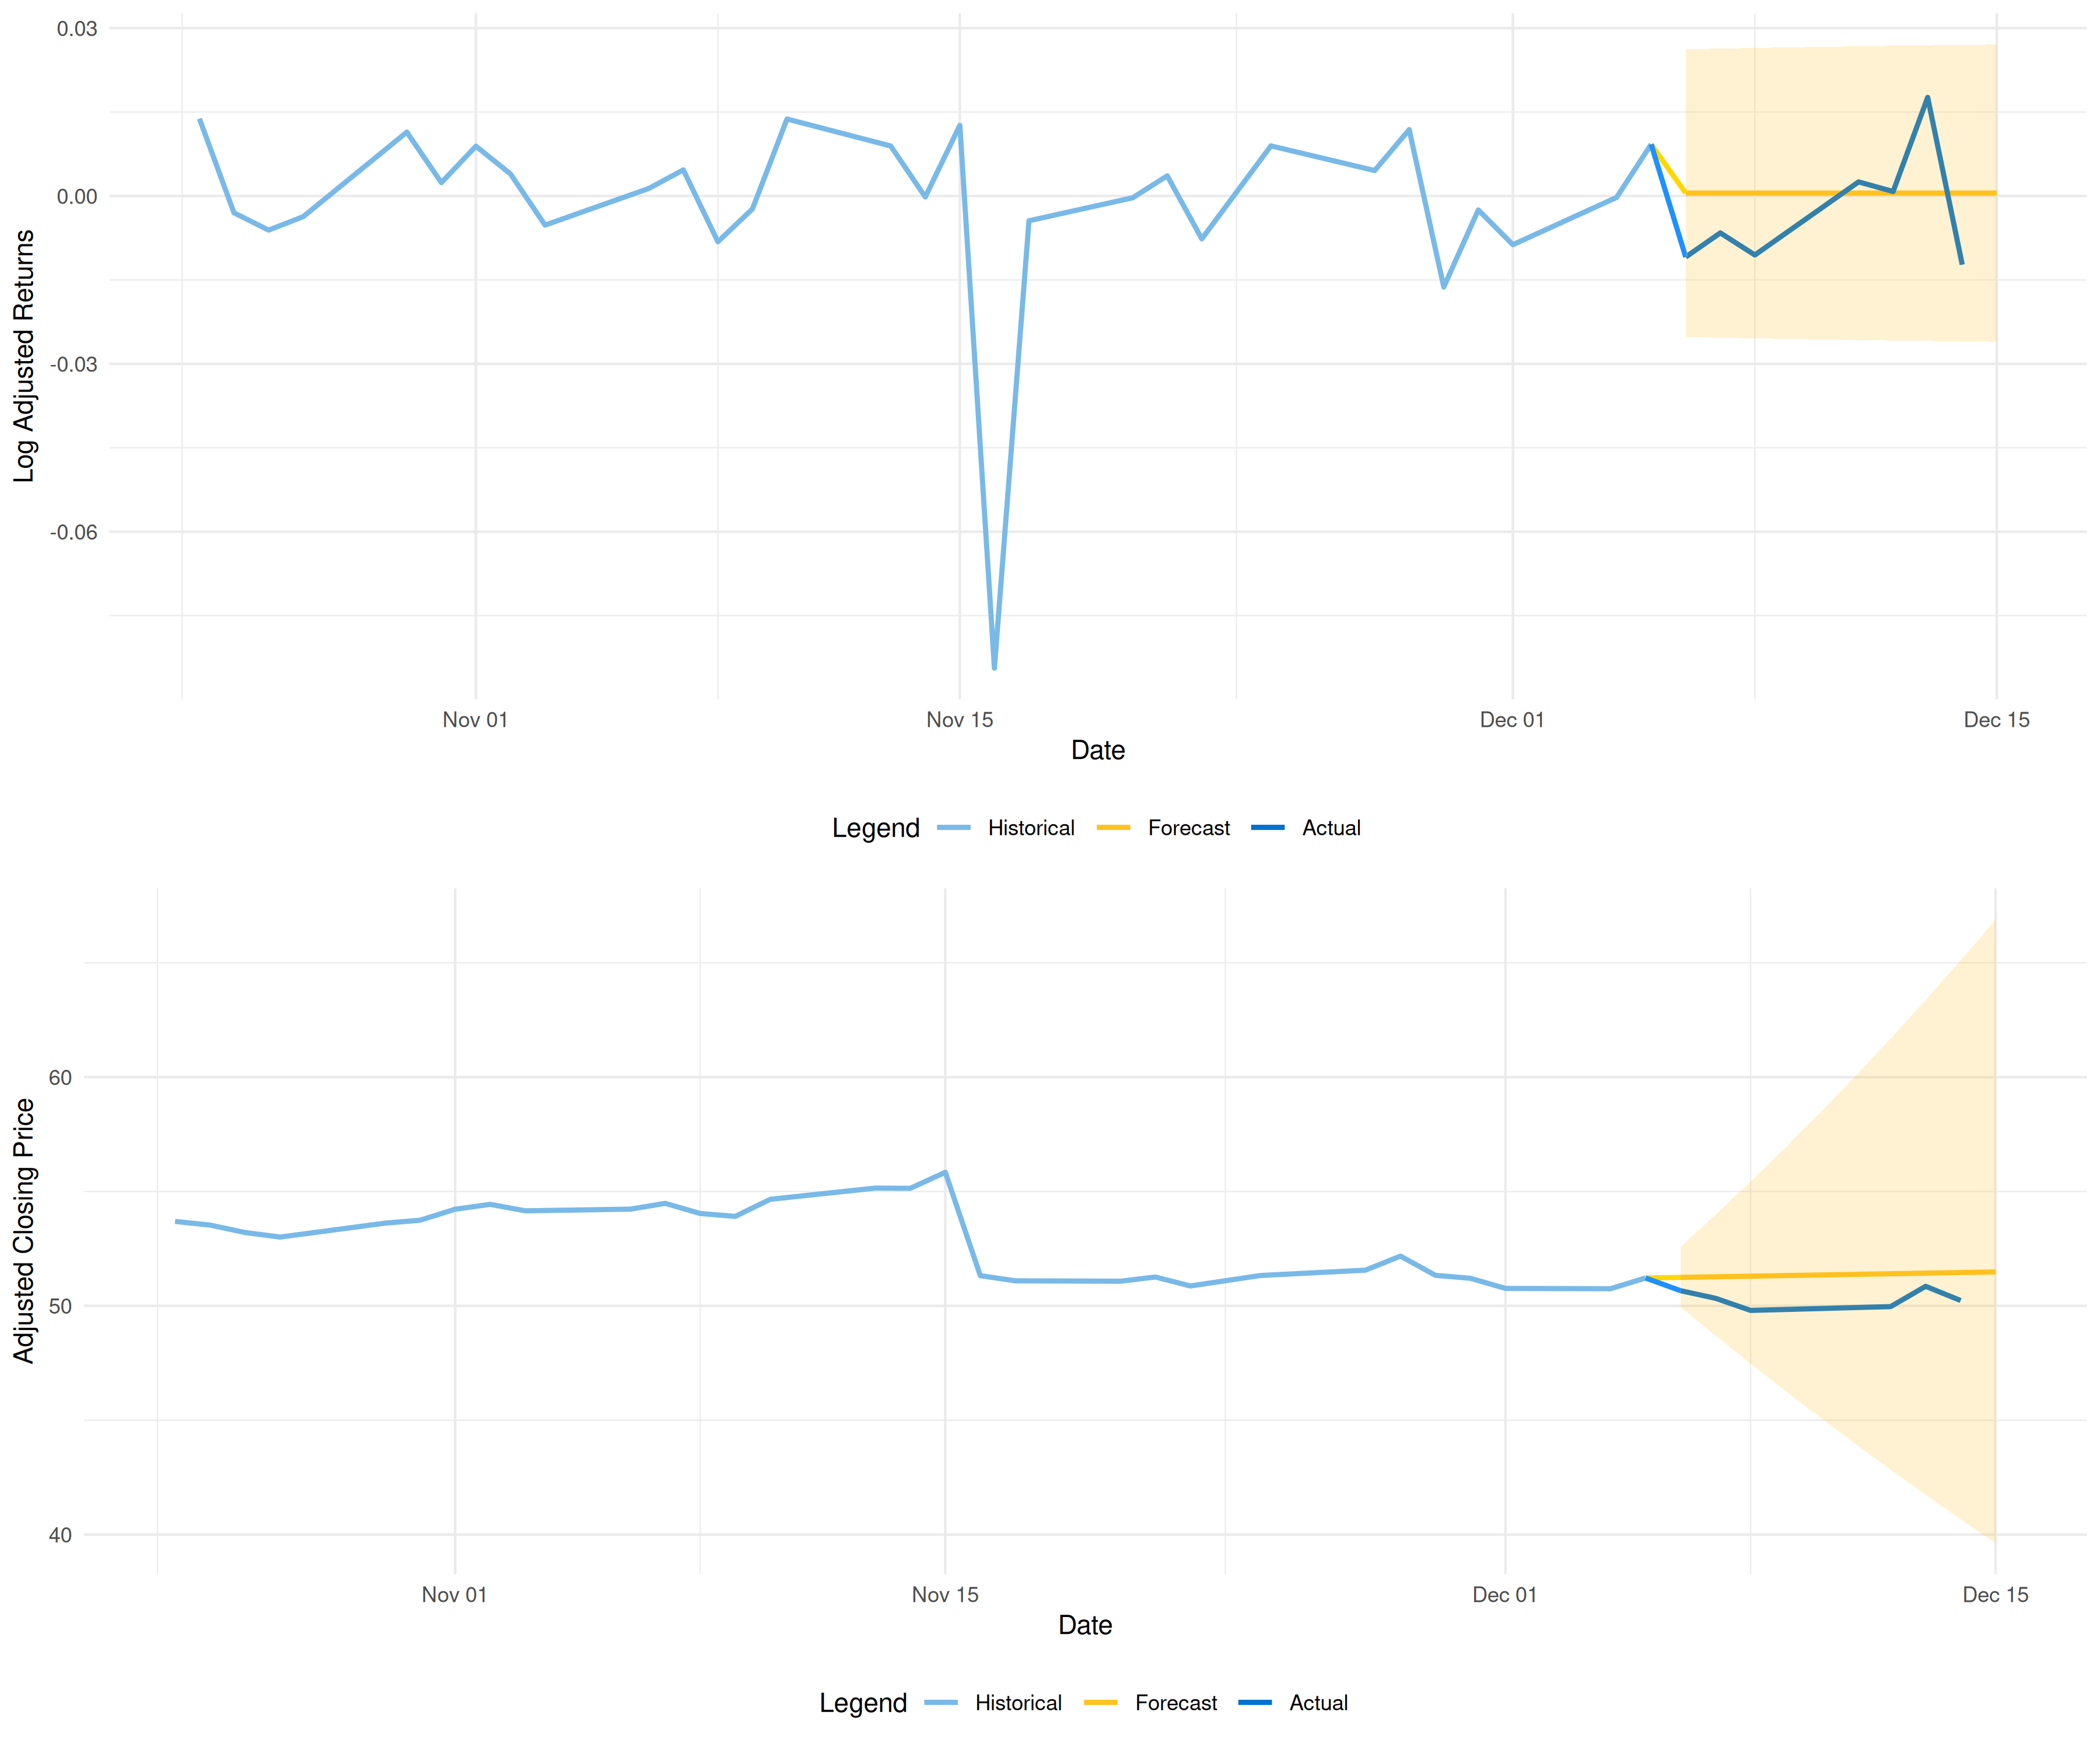 0.03
0.00
-0.03
-0.06
Log Adjusted Returns
Nov 01 Nov 15 Dec 01 Dec 15
Date
Legend Historical Forecast Actual
60
50
40
Adjusted Closing Price
Nov 01 Nov 15 Dec 01 Dec 15
Date
Legend Historical Forecast Actual